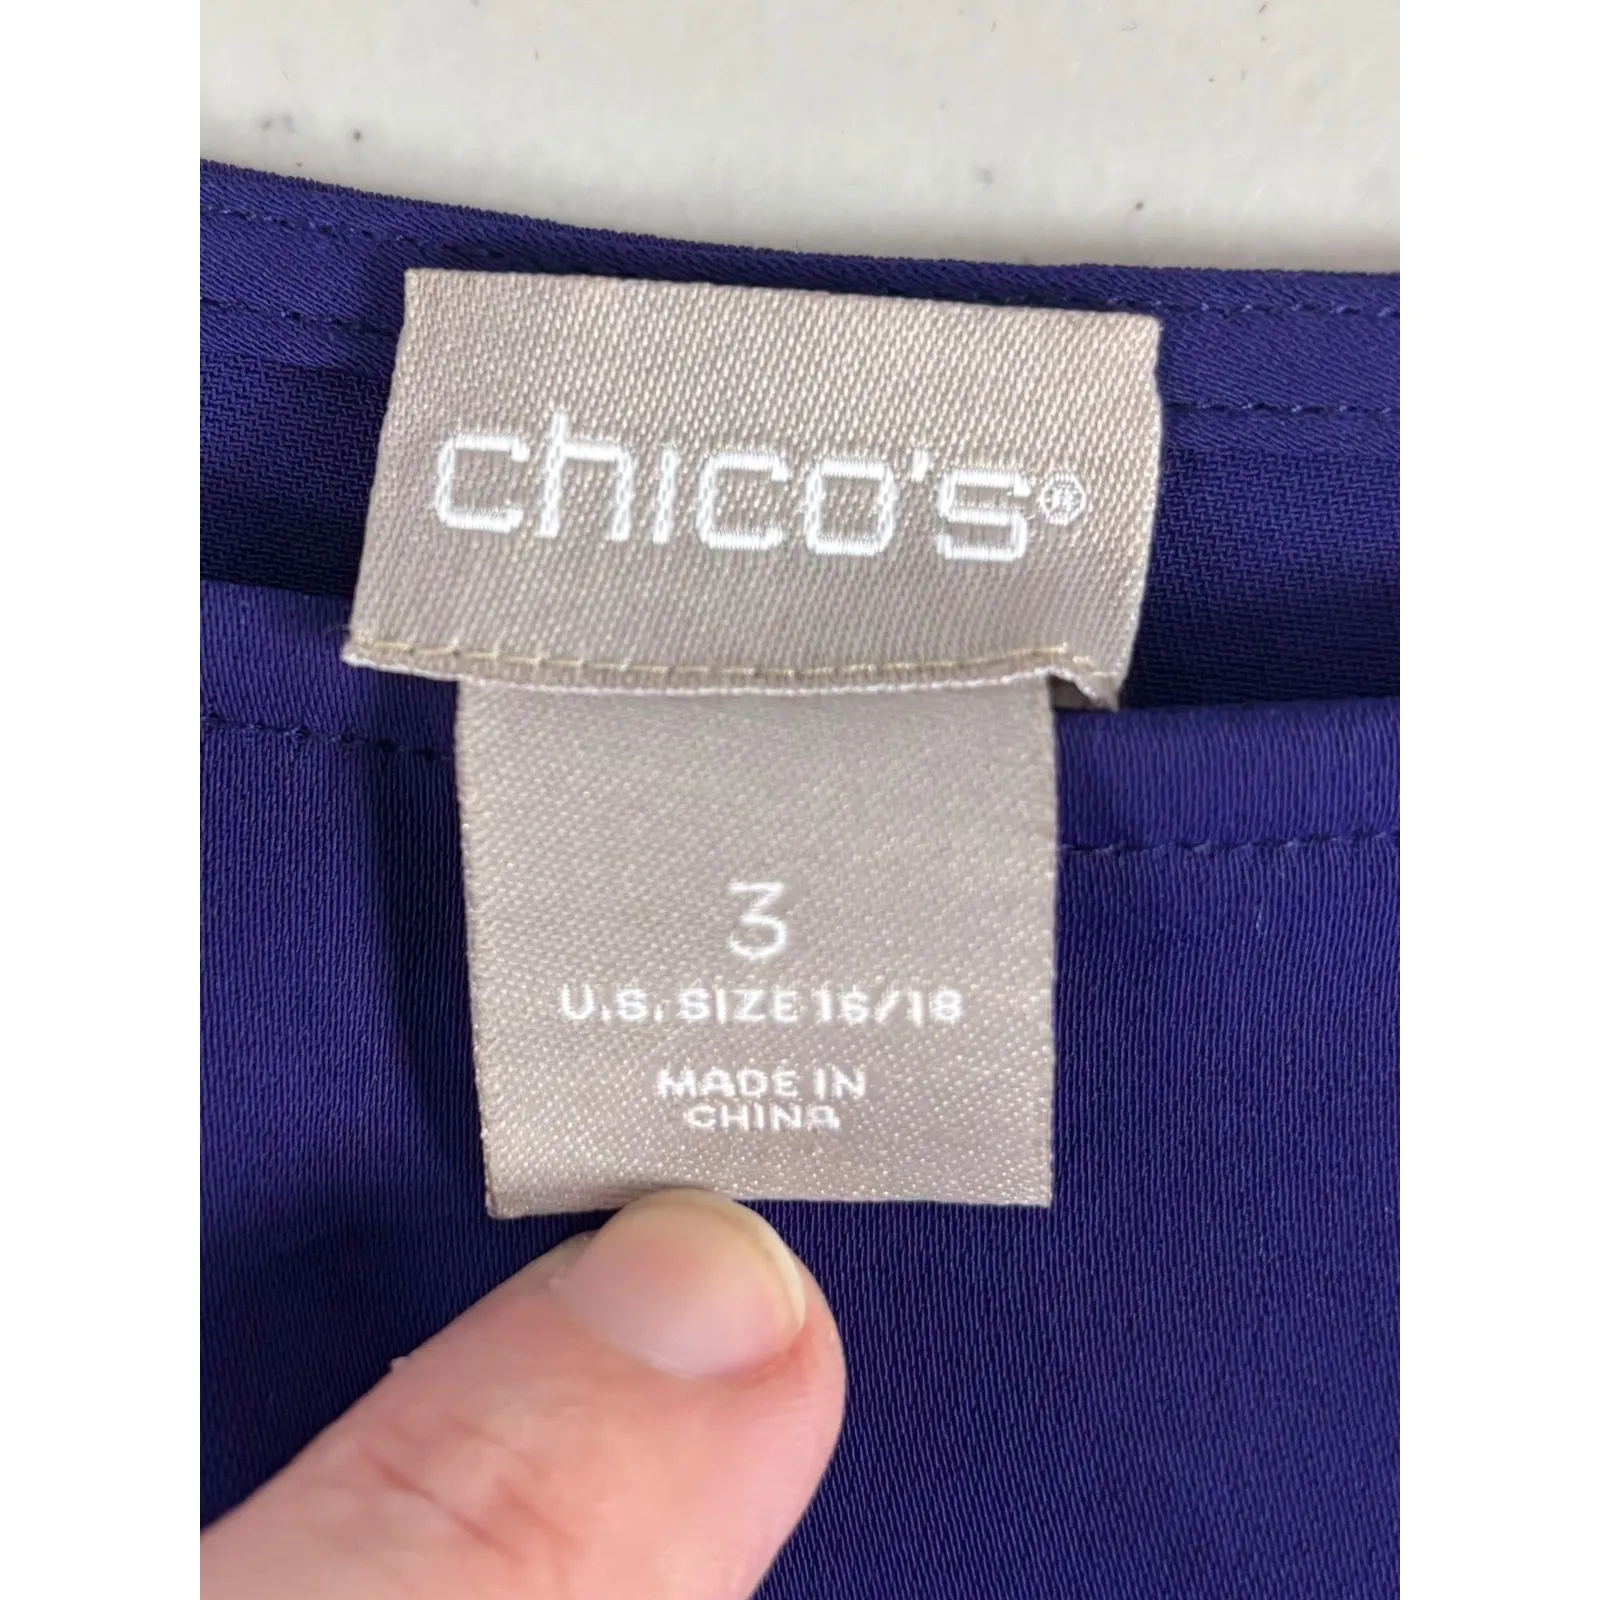 chico's®
3
U.S. SIZE 16/18
MADE IN
CHINA